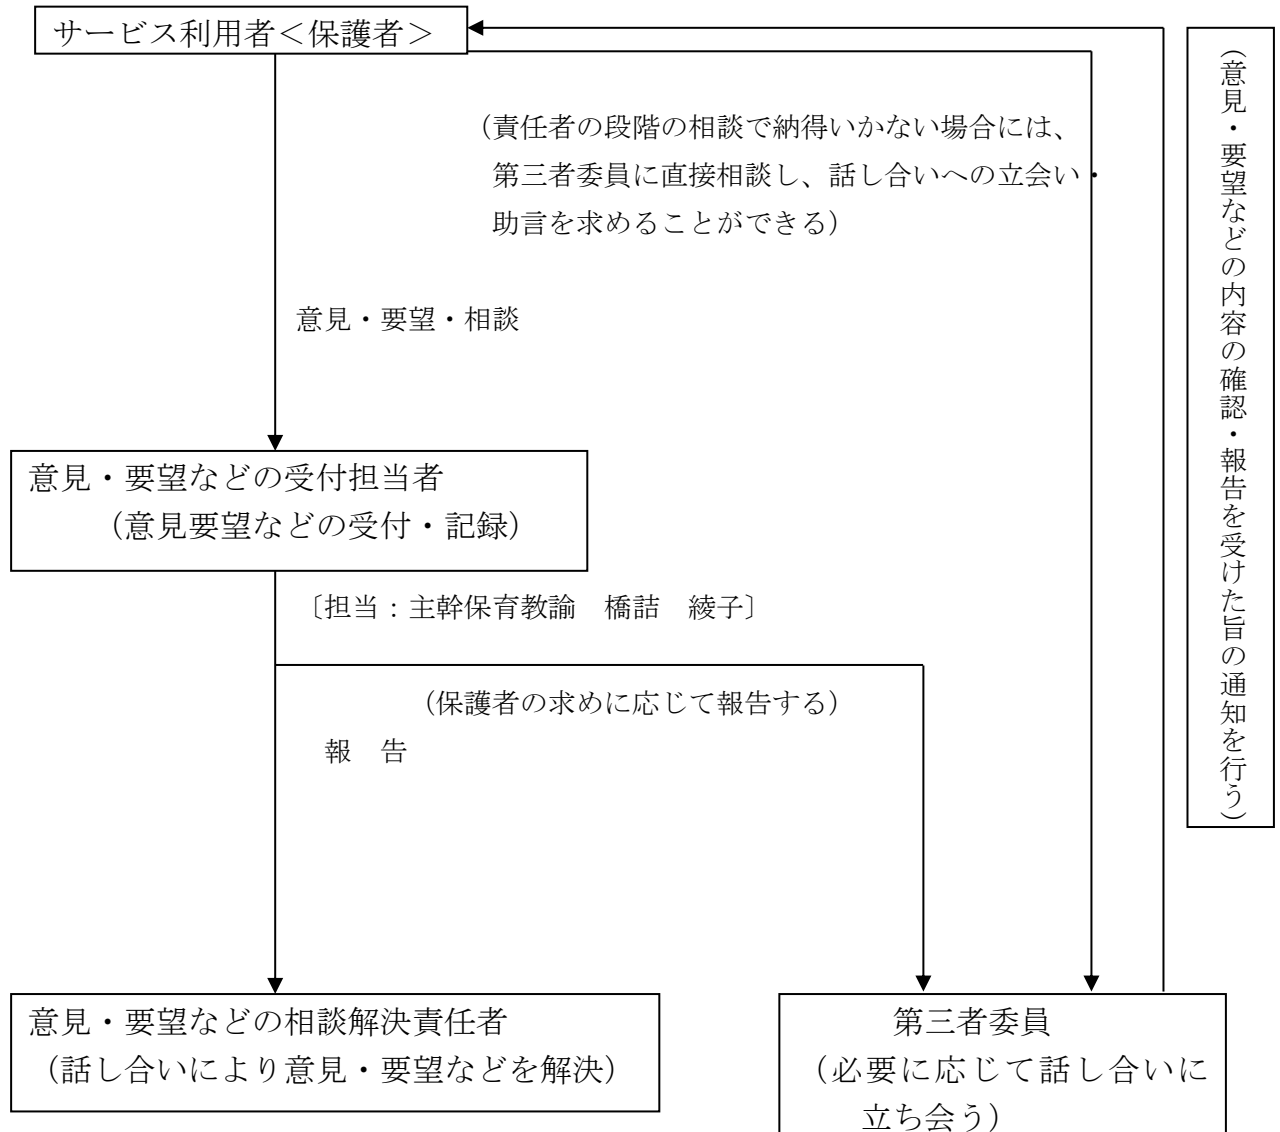 サービス利用者＜保護者＞
（責任者の段階の相談で納得いかない場合には、
第三者委員に直接相談し、話し合いへの立会い・
助言を求めることができる）
意見・要望・相談
（意見・要望などの内容の確認・報告を受けた旨の通知を行う）
意見・要望などの受付担当者
（意見要望などの受付・記録）
〔担当：主幹保育教諭　橋詰　綾子〕
（保護者の求めに応じて報告する）
報　告
意見・要望などの相談解決責任者
（話し合いにより意見・要望などを解決）
第三者委員
（必要に応じて話し合いに
立ち会う）